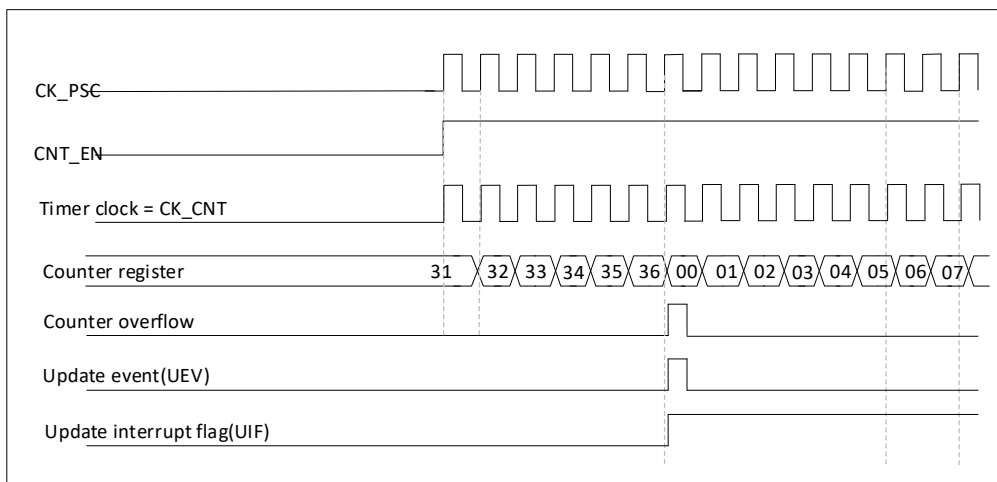 CK_PSC
CNT_EN
Timer clock = CK_CNT
Counter register 31 32 33 34 35 36 00 01 02 03 04 05 06 07
Counter overflow
Update event(UEV)
Update interrupt flag(UIF)